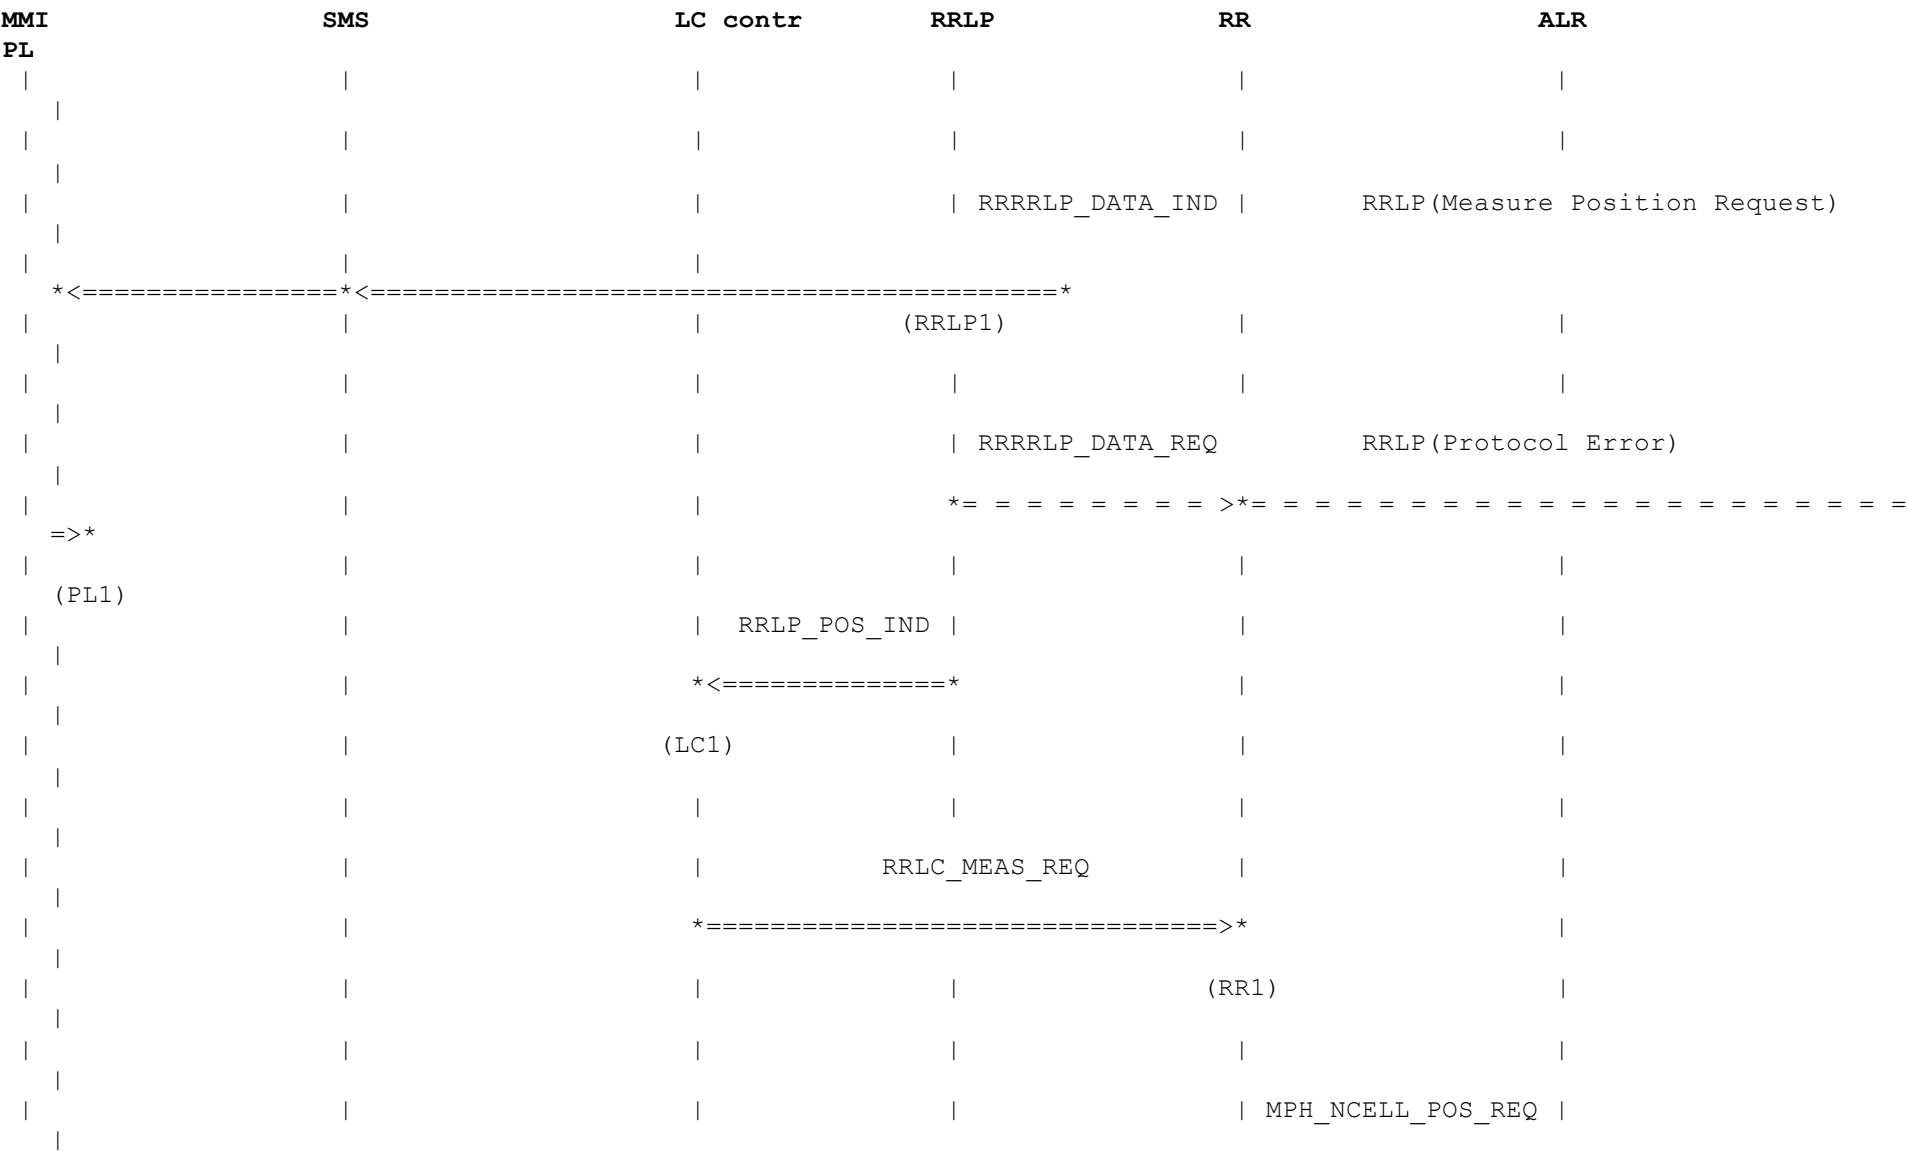 MMI SMS LC contr RRLP RR ALR
PL
| | | | | |
|
| | | | | |
|
| | | | RRRRLP_DATA_IND | RRLP(Measure Position Request)
|
| | |
*<================*<===========================================*
| | | (RRLP1) | |
|
| | | | | |
|
| | | | RRRRLP_DATA_REQ RRLP(Protocol Error)
|
| | | *= = = = = = = = >*= = = = = = = = = = = = = = = = = = = = =
=>*
| | | | | |
(PL1)
| | | RRLP_POS_IND | | |
|
| | *<==============* | |
|
| | (LC1) | | |
|
| | | | | |
|
| | | RRLC_MEAS_REQ | |
|
| | *================================>* |
|
| | | | (RR1) |
|
| | | | | |
|
| | | | | MPH_NCELL_POS_REQ |
|